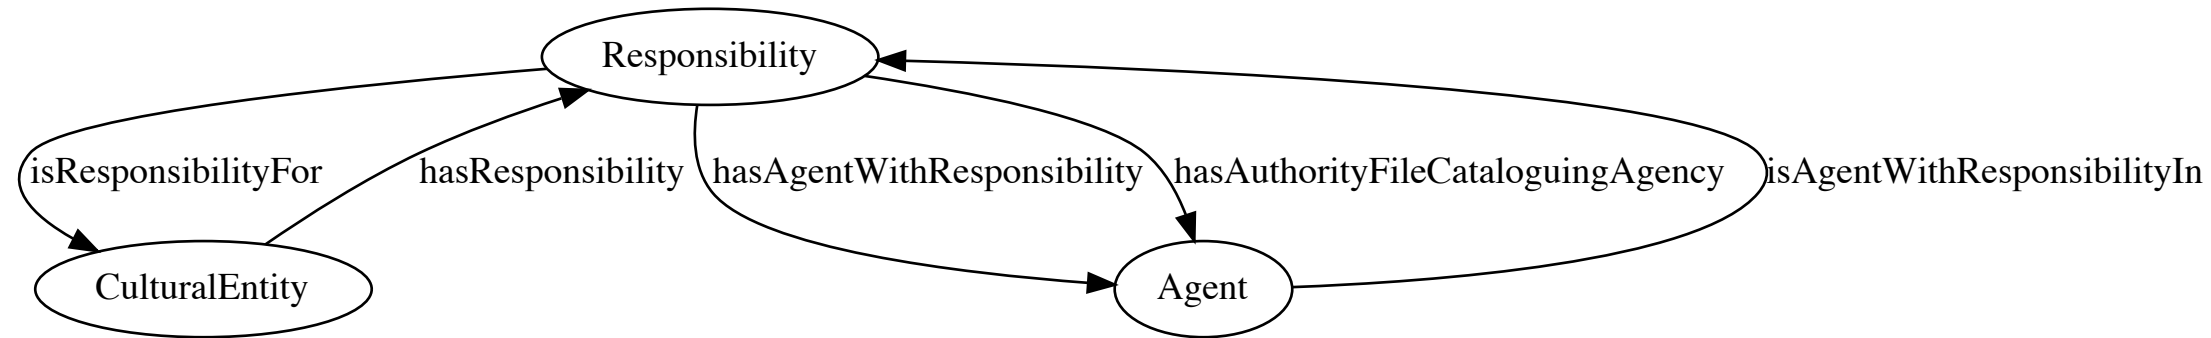 Responsibility
isResponsibilityFor
hasResponsibility
hasAgentWithResponsibility
hasAuthorityFileCataloguingAgency
isAgentWithResponsibilityIn
CulturalEntity
Agent